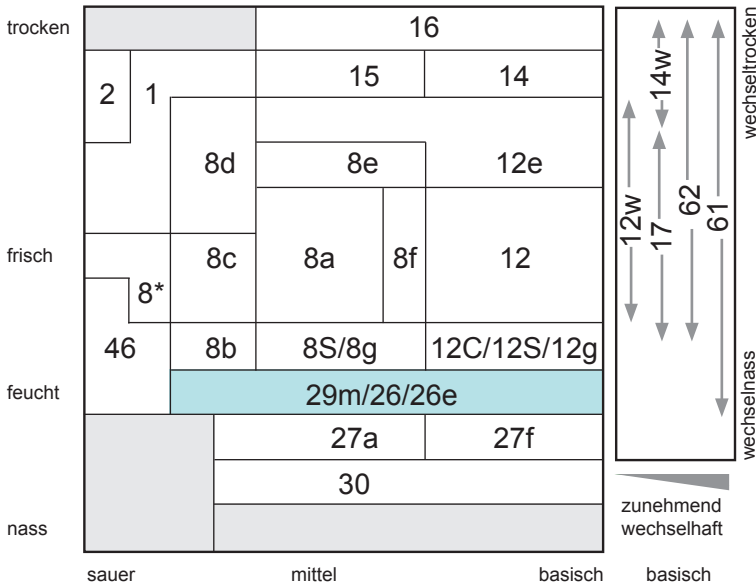 trocken
16
15 14
2 1
8d 8e 12e
frisch
8c 8a 8f 12
8*
46 8b 8S/8g 12C/12S/12g
feucht
29m/26/26e
27a 27f
30
nass
sauer mittel basisch
14w
12w 17 62 61
wechseltrocken
wechselnass
zunehmend
wechselhaft
basisch